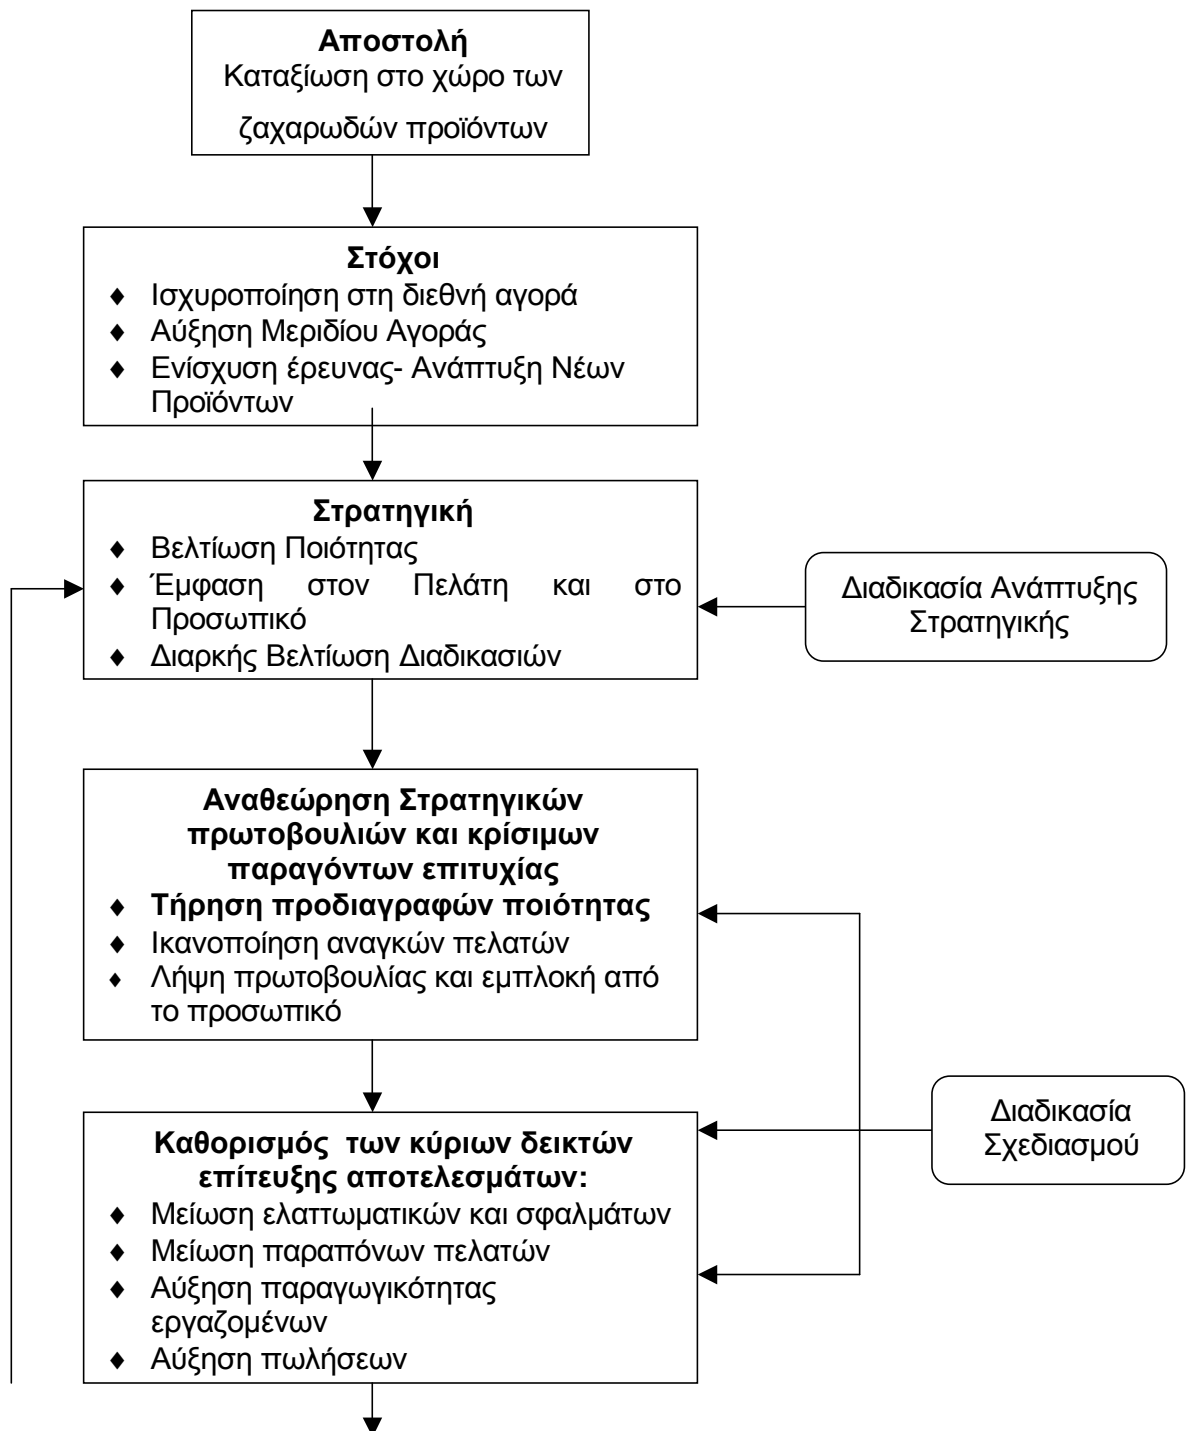 Αποστολή
Καταξίωση στο χώρο των
ζαχαρωδών προϊόντων
Στόχοι
♦ Ισχυροποίηση στη διεθνή αγορά
♦ Αύξηση Μεριδίου Αγοράς
♦ Ενίσχυση έρευνας- Ανάπτυξη Νέων
Προϊόντων
Στρατηγική
♦ Βελτίωση Ποιότητας
♦ Έμφαση στον Πελάτη και στο
Προσωπικό
♦ Διαρκής Βελτίωση Διαδικασιών
Διαδικασία Ανάπτυξης
Στρατηγικής
Αναθεώρηση Στρατηγικών
πρωτοβουλιών και κρίσιμων
παραγόντων επιτυχίας
♦ Τήρηση προδιαγραφών ποιότητας
♦ Ικανοποίηση αναγκών πελατών
♦ Λήψη πρωτοβουλίας και εμπλοκή από
το προσωπικό
Διαδικασία
Σχεδιασμού
Καθορισμός των κύριων δεικτών
επίτευξης αποτελεσμάτων:
♦ Μείωση ελαττωματικών και σφαλμάτων
♦ Μείωση παραπόνων πελατών
♦ Αύξηση παραγωγικότητας
εργαζομένων
♦ Αύξηση πωλήσεων